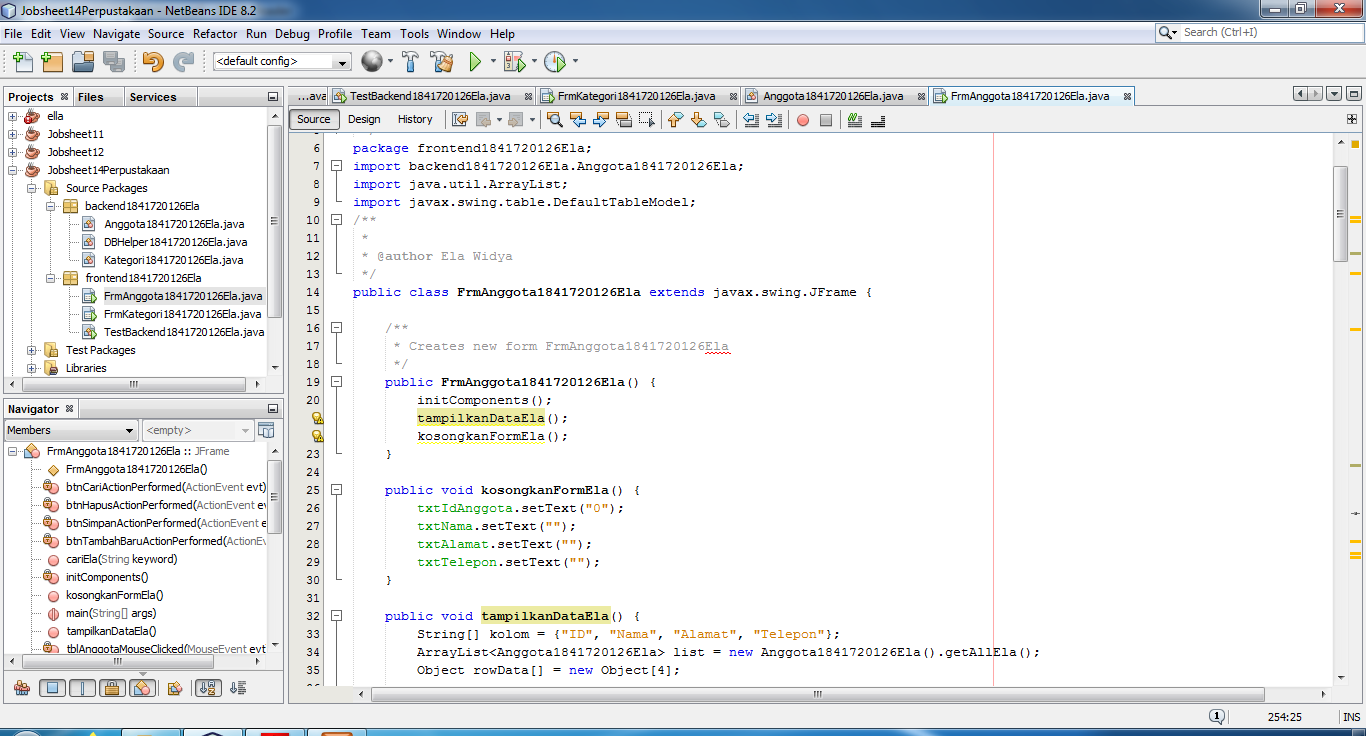 Jobsheet14Perpustakaan - NetBeans IDE 8.2
File Edit View Navigate Source Refactor Run Debug Profile Team Tools Window Help
Search (Ctrl+I)
<default config>
Projects Files Services
ella
Jobsheet11
Jobsheet12
Jobsheet14Perpustakaan
Source Packages
backend1841720126Ela
Anggota1841720126Ela.java
DBHelper1841720126Ela.java
Kategori1841720126Ela.java
frontend1841720126Ela
FrmAnggota1841720126Ela.java
FrmKategori1841720126Ela.java
TestBackend1841720126Ela.java
Test Packages
Libraries
Navigator
Members
<empty>
FrmAnggota1841720126Ela :: JFrame
FrmAnggota1841720126Ela()
btnCariActionPerformed(ActionEvent evt)
btnHapusActionPerformed(ActionEvent ev
btnSimpanActionPerformed(ActionEvent e
btnTambahBaruActionPerformed(ActionEv
cariEla(String keyword)
initComponents()
kosongkanFormEla()
main(String[] args)
tampilkanDataEla()
tblAnggotaMouseClicked(MouseEvent evt
...ava TestBackend1841720126Ela.java FrmKategori1841720126Ela.java Anggota1841720126Ela.java FrmAnggota1841720126Ela.java
Source Design History
6 package frontend1841720126Ela;
7 import backend1841720126Ela.Anggota1841720126Ela;
8 import java.util.ArrayList;
9 import javax.swing.table.DefaultTableModel;
10 /**
11 *
12 * @author Ela Widya
13 */
14 public class FrmAnggota1841720126Ela extends javax.swing.JFrame {
15
16 /**
17 * Creates new form FrmAnggota1841720126Ela
18 */
19 public FrmAnggota1841720126Ela() {
20 initComponents();
tampilkanDataEla();
kosongkanFormEla();
23 }
24
25 public void kosongkanFormEla() {
26 txtIdAnggota.setText("0");
27 txtNama.setText("");
28 txtAlamat.setText("");
29 txtTelepon.setText("");
30 }
31
32 public void tampilkanDataEla() {
33 String[] kolom = {"ID", "Nama", "Alamat", "Telepon"};
34 ArrayList<Anggota1841720126Ela> list = new Anggota1841720126Ela().getAllEla();
35 Object rowData[] = new Object[4];
1 254:25 INS